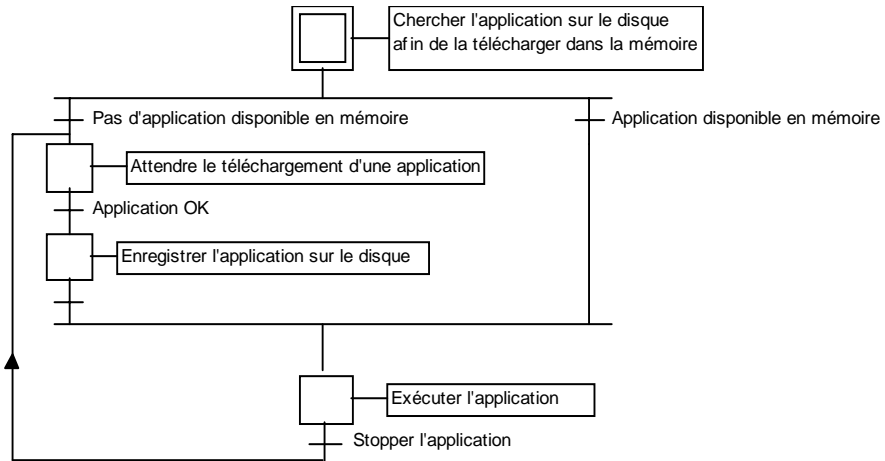 Chercher l'application sur le disque
afin de la télécharger dans la mémoire
Pas d'application disponible en mémoire
Application disponible en mémoire
Attendre le téléchargement d'une application
Application OK
Enregistrer l'application sur le disque
Exécuter l'application
Stopper l'application